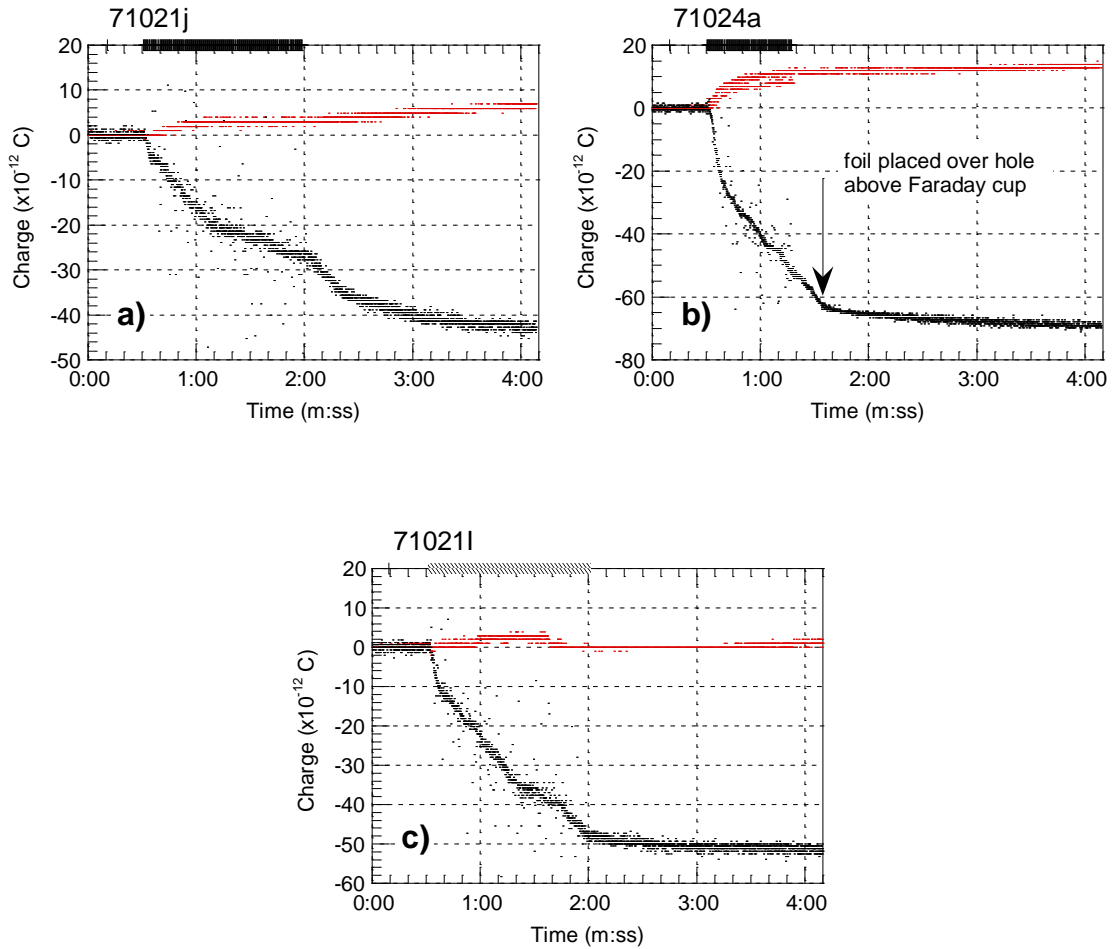 71021j
20
10
0
-10
-20
-30
-40
-50
Charge (x10⁻¹² C)
a)
0:00 1:00 2:00 3:00 4:00
Time (m:ss)
71024a
20
0
-20
-40
-60
-80
Charge (x10⁻¹² C)
foil placed over hole
above Faraday cup
b)
0:00 1:00 2:00 3:00 4:00
Time (m:ss)
71021l
20
10
0
-10
-20
-30
-40
-50
-60
Charge (x10⁻¹² C)
c)
0:00 1:00 2:00 3:00 4:00
Time (m:ss)